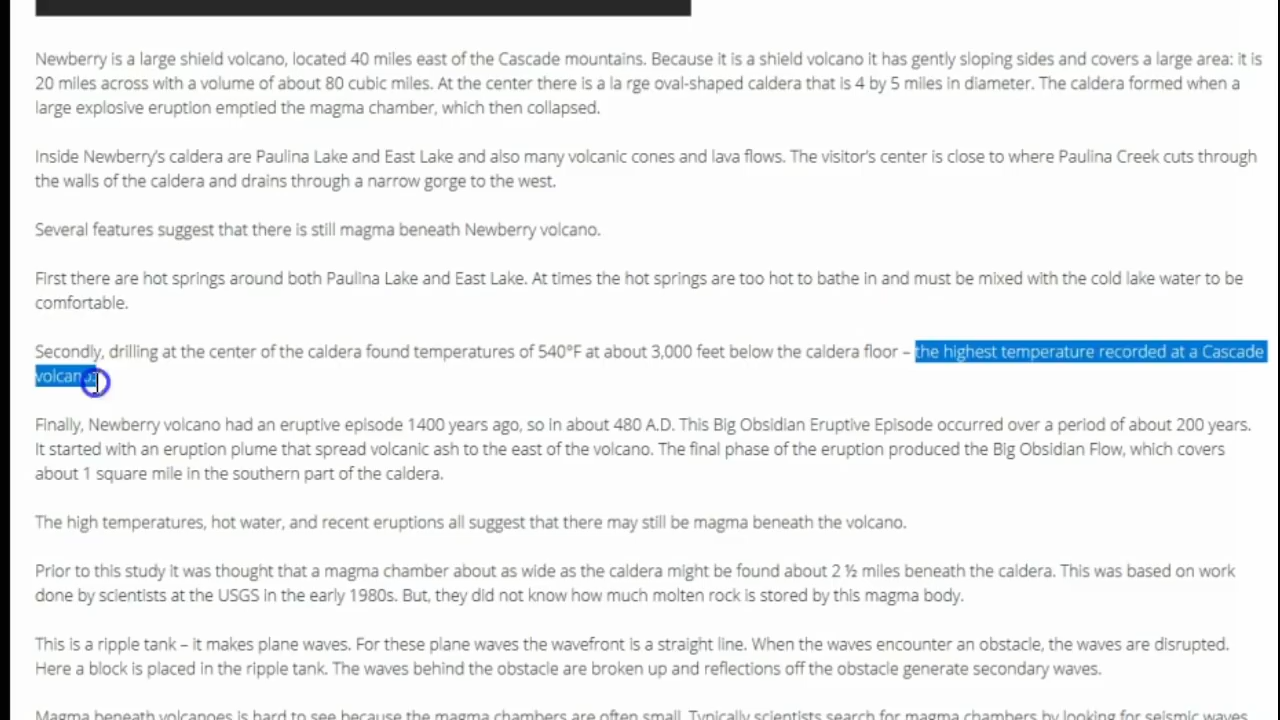 Newberry is a large shield volcano, located 40 miles east of the Cascade mountains. Because it is a shield volcano it has gently sloping sides and covers a large area: it is
20 miles across with a volume of about 80 cubic miles. At the center there is a la rge oval-shaped caldera that is 4 by 5 miles in diameter. The caldera formed when a
large explosive eruption emptied the magma chamber, which then collapsed.
Inside Newberry's caldera are Paulina Lake and East Lake and also many volcanic cones and lava flows. The visitor's center is close to where Paulina Creek cuts through
the walls of the caldera and drains through a narrow gorge to the west.
Several features suggest that there is still magma beneath Newberry volcano.
First there are hot springs around both Paulina Lake and East Lake. At times the hot springs are too hot to bathe in and must be mixed with the cold lake water to be
comfortable.
Secondly, drilling at the center of the caldera found temperatures of 540°F at about 3,000 feet below the caldera floor – the highest temperature recorded at a Cascade
volcano.
Finally, Newberry volcano had an eruptive episode 1400 years ago, so in about 480 A.D. This Big Obsidian Eruptive Episode occurred over a period of about 200 years.
It started with an eruption plume that spread volcanic ash to the east of the volcano. The final phase of the eruption produced the Big Obsidian Flow, which covers
about 1 square mile in the southern part of the caldera.
The high temperatures, hot water, and recent eruptions all suggest that there may still be magma beneath the volcano.
Prior to this study it was thought that a magma chamber about as wide as the caldera might be found about 2 ½ miles beneath the caldera. This was based on work
done by scientists at the USGS in the early 1980s. But, they did not know how much molten rock is stored by this magma body.
This is a ripple tank – it makes plane waves. For these plane waves the wavefront is a straight line. When the waves encounter an obstacle, the waves are disrupted.
Here a block is placed in the ripple tank. The waves behind the obstacle are broken up and reflections off the obstacle generate secondary waves.
Magma beneath volcanoes is hard to see because the magma chambers are often small. Typically scientists search for magma chambers by looking for seismic waves